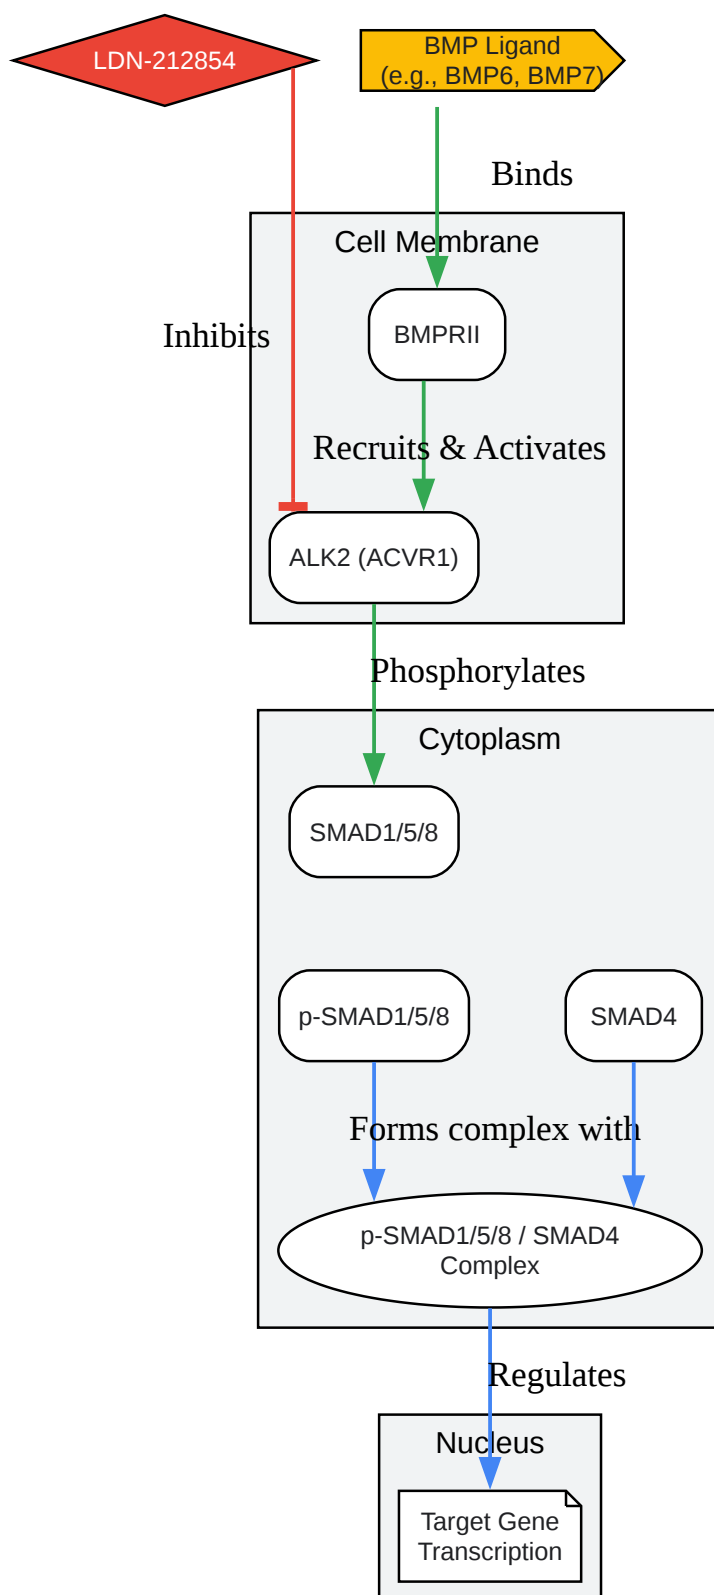 LDN-212854
BMP Ligand
(e.g., BMP6, BMP7)
Binds
Cell Membrane
Inhibits
BMPRII
Recruits & Activates
ALK2 (ACVR1)
Phosphorylates
Cytoplasm
SMAD1/5/8
p-SMAD1/5/8
SMAD4
Forms complex with
p-SMAD1/5/8 / SMAD4
Complex
Regulates
Nucleus
Target Gene
Transcription